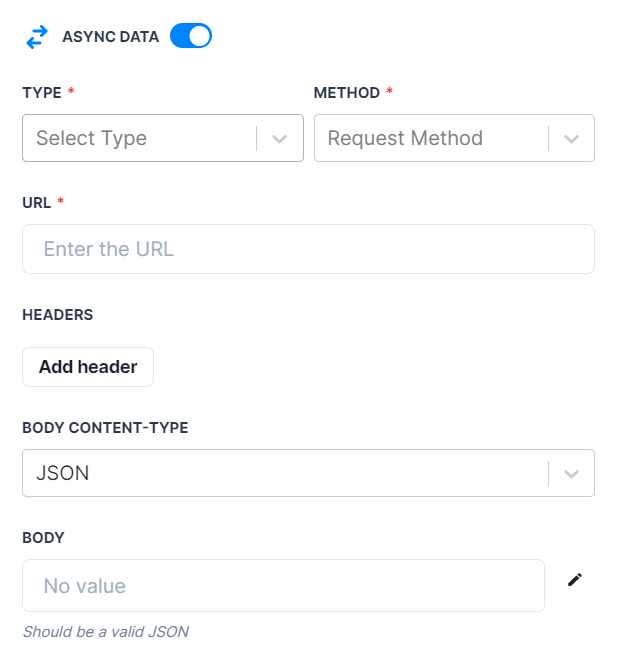 ASYNC DATA
TYPE * METHOD *
Select Type Request Method
URL *
Enter the URL
HEADERS
Add header
BODY CONTENT-TYPE
JSON
BODY
No value
Should be a valid JSON